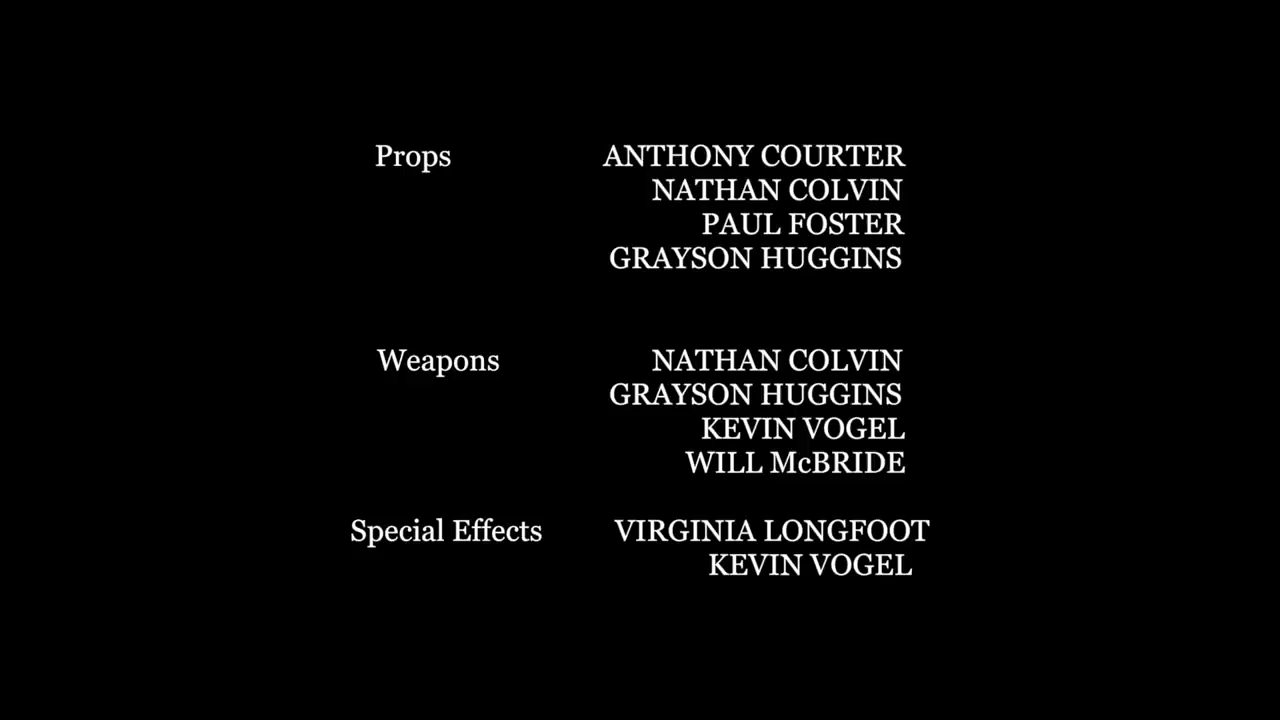 Props ANTHONY COURTER
NATHAN COLVIN
PAUL FOSTER
GRAYSON HUGGINS
Weapons NATHAN COLVIN
GRAYSON HUGGINS
KEVIN VOGEL
WILL McBRIDE
Special Effects VIRGINIA LONGFOOT
KEVIN VOGEL